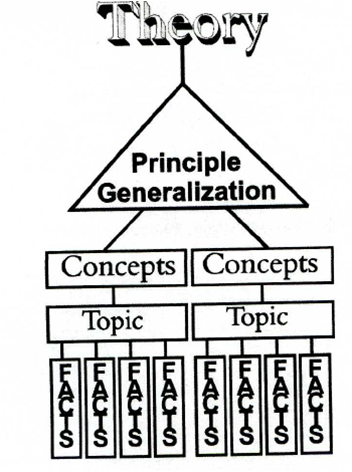 Theory
Principle
Generalization
Concepts Concepts
Topic Topic
FACTS FACTS FACTS FACTS FACTS FACTS FACTS FACTS